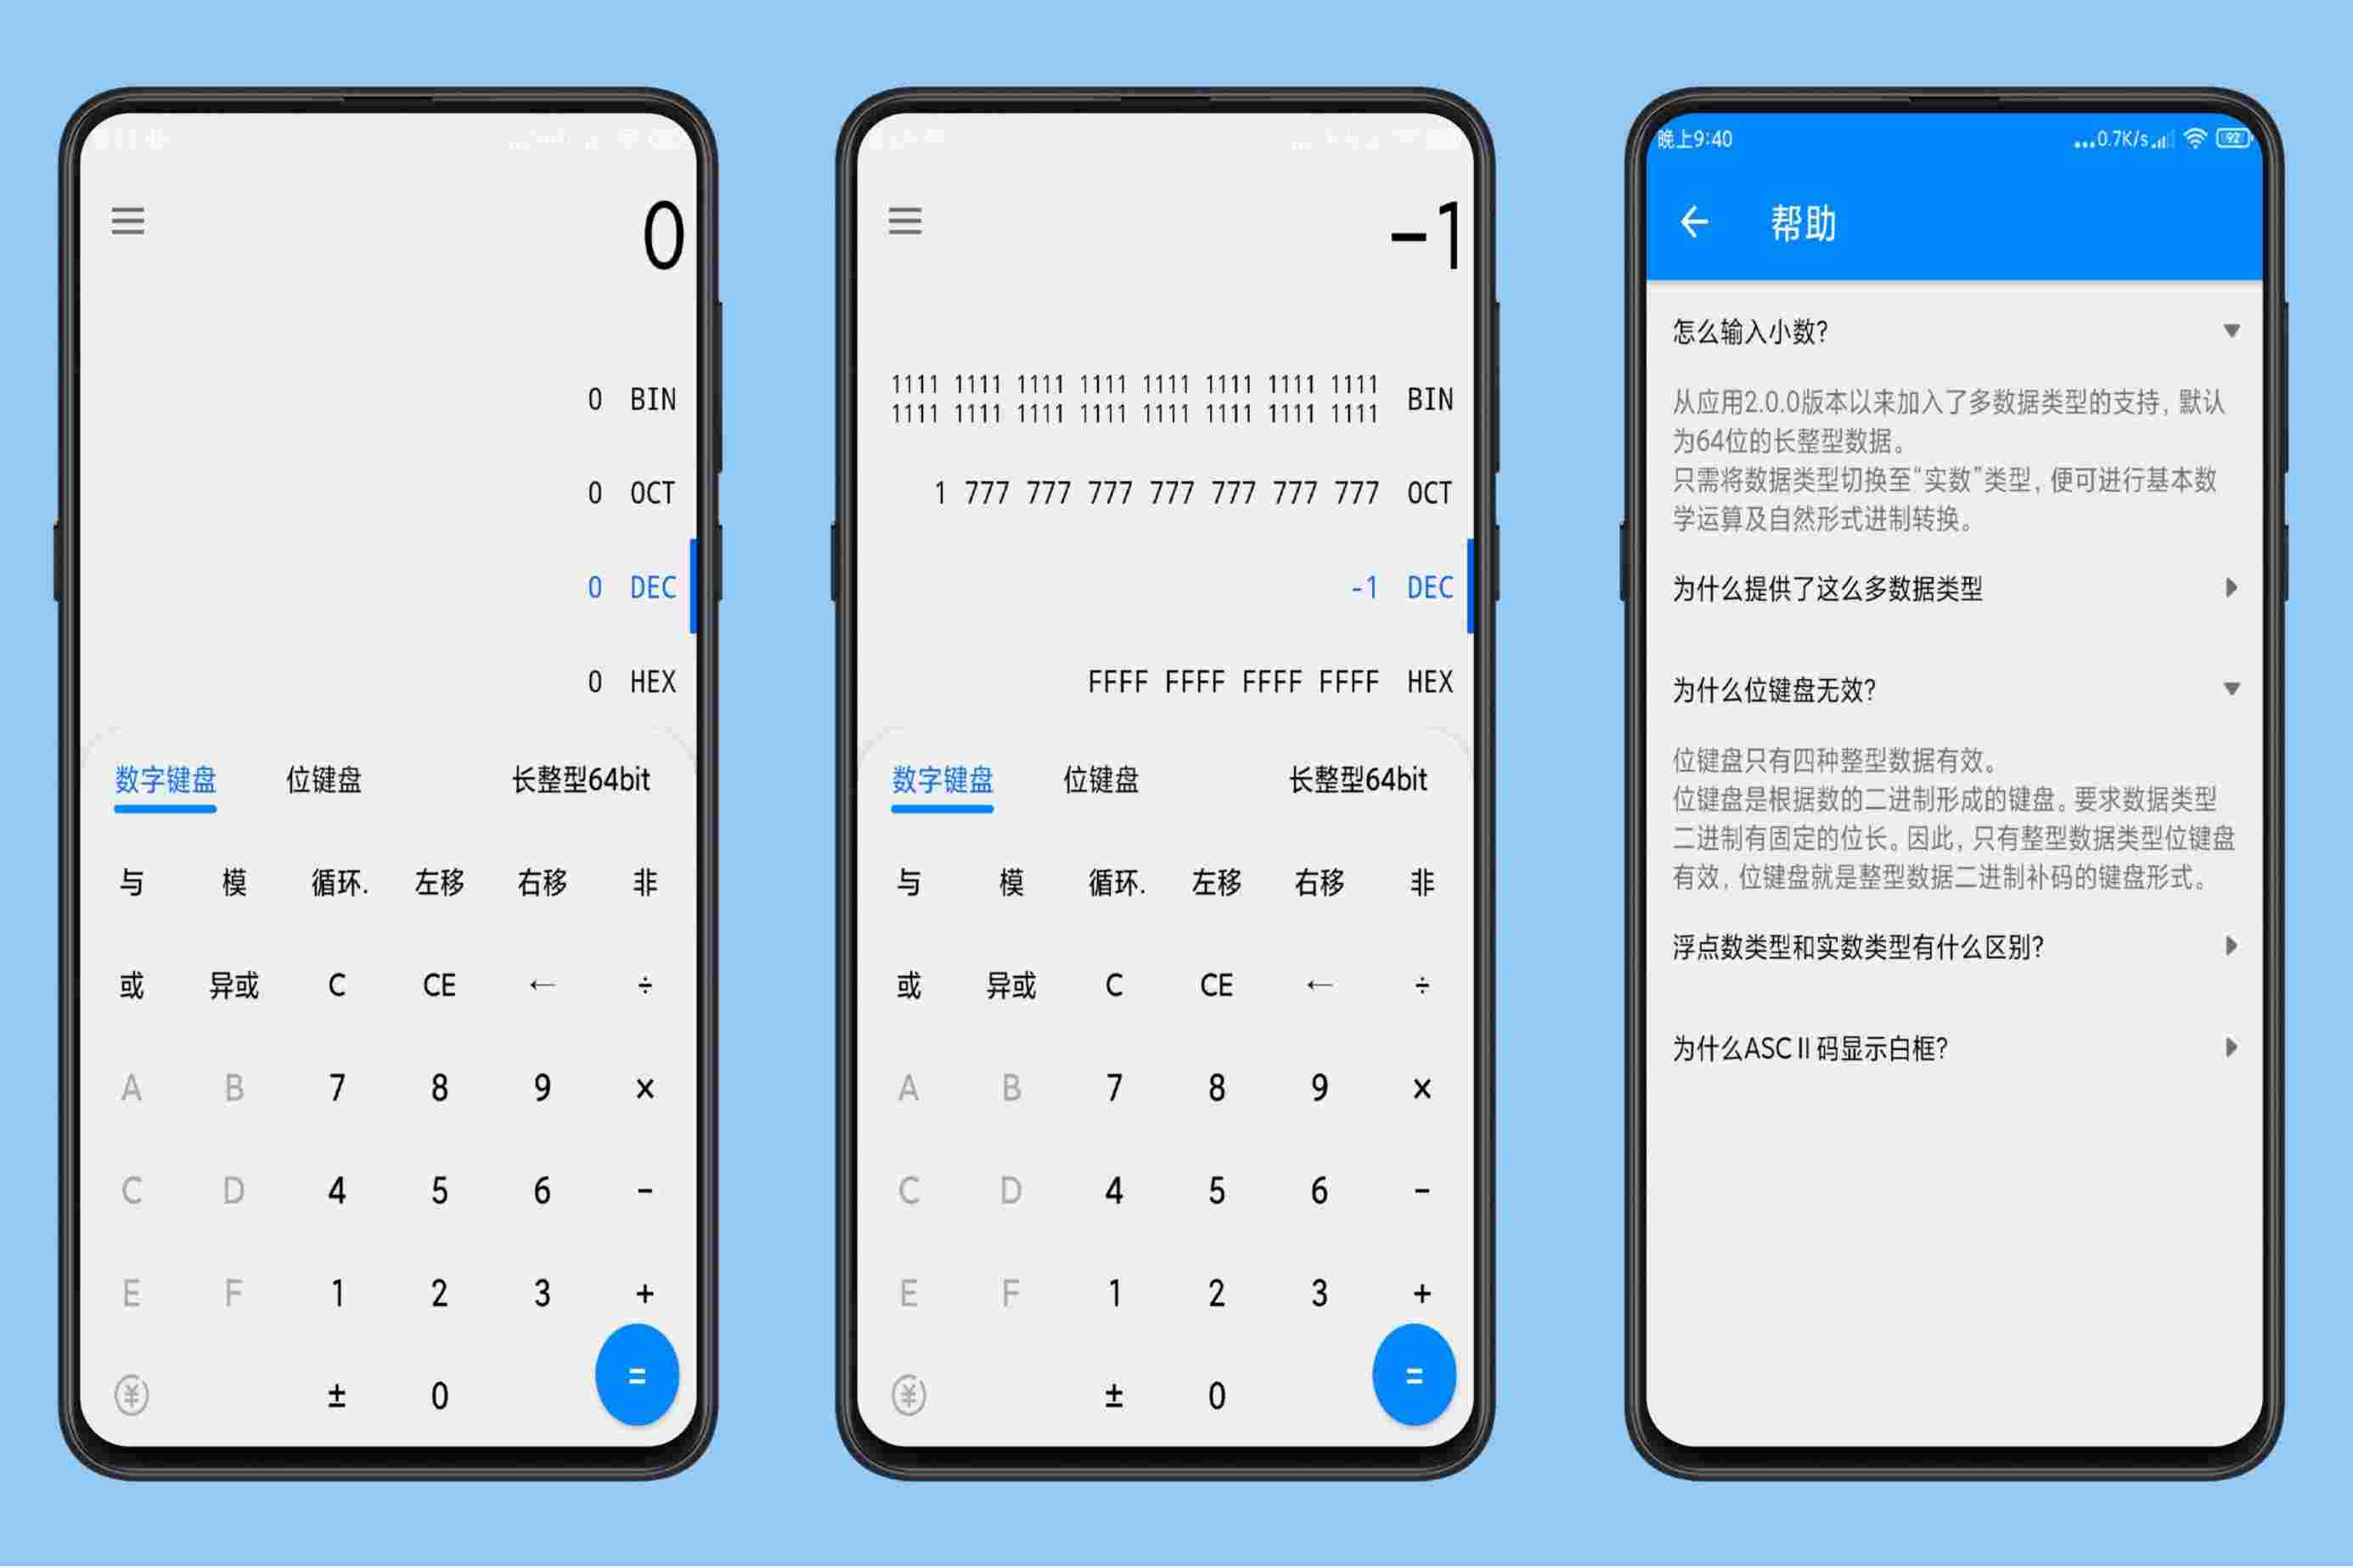 0
0 BIN
0 OCT
0 DEC
0 HEX
数字键盘 位键盘 长整型64bit
与 模 循环. 左移 右移 非
或 异或 C CE ← ÷
A B 7 8 9 ×
C D 4 5 6 −
E F 1 2 3 +
¥ ± 0 =
−1
1111 1111 1111 1111 1111 1111 1111 1111
1111 1111 1111 1111 1111 1111 1111 1111 BIN
1 777 777 777 777 777 777 777 OCT
-1 DEC
FFFF FFFF FFFF FFFF HEX
数字键盘 位键盘 长整型64bit
与 模 循环. 左移 右移 非
或 异或 C CE ← ÷
A B 7 8 9 ×
C D 4 5 6 −
E F 1 2 3 +
¥ ± 0 =
晚上9:40 ...0.7K/s 92
帮助
怎么输入小数?
从应用2.0.0版本以来加入了多数据类型的支持, 默认
为64位的长整型数据。
只需将数据类型切换至“实数”类型, 便可进行基本数
学运算及自然形式进制转换。
为什么提供了这么多数据类型
为什么位键盘无效?
位键盘只有四种整型数据有效。
位键盘是根据数的二进制形成的键盘。要求数据类型
二进制有固定的位长。因此, 只有整型数据类型位键盘
有效, 位键盘就是整型数据二进制补码的键盘形式。
浮点数类型和实数类型有什么区别?
为什么ASCⅡ码显示白框?